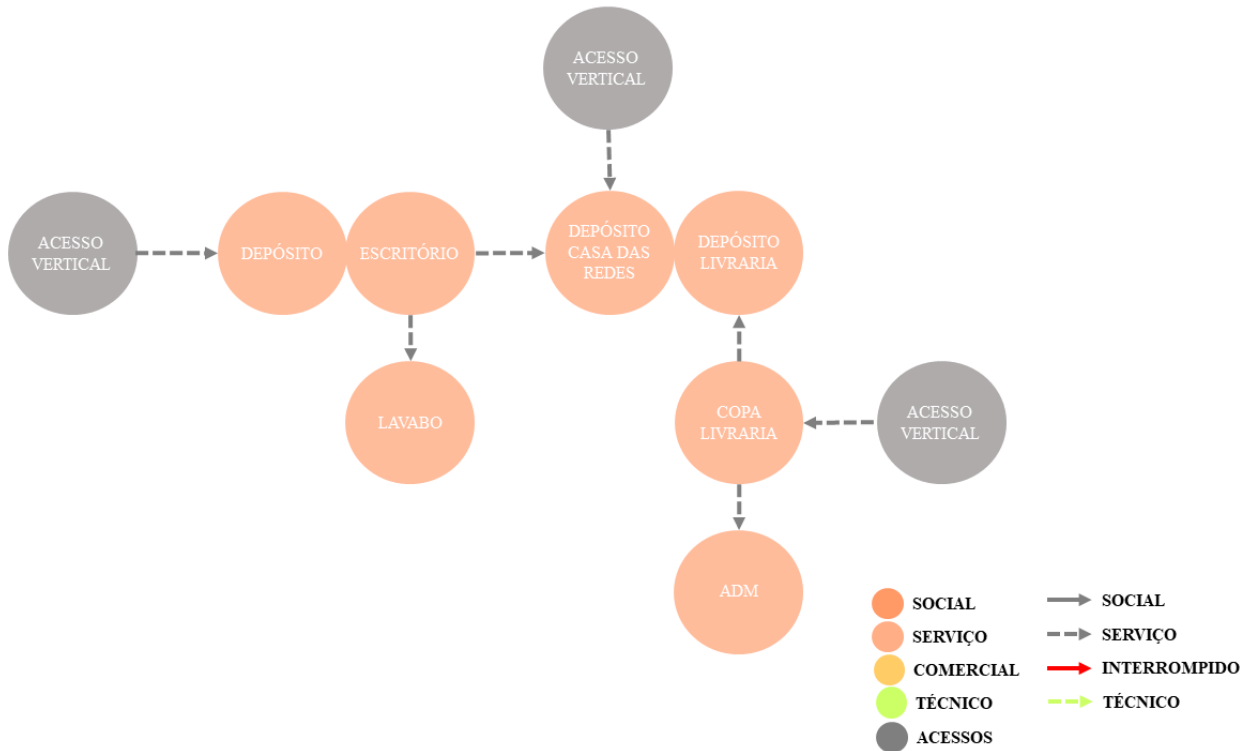 ACESSO
VERTICAL
ACESSO
VERTICAL
DEPÓSITO
ESCRITÓRIO
DEPÓSITO
CASA DAS
REDES
DEPÓSITO
LIVRARIA
LAVABO
COPA
LIVRARIA
ACESSO
VERTICAL
ADM
SOCIAL
SERVIÇO
COMERCIAL
TÉCNICO
ACESSOS
SOCIAL
SERVIÇO
INTERROMPIDO
TÉCNICO